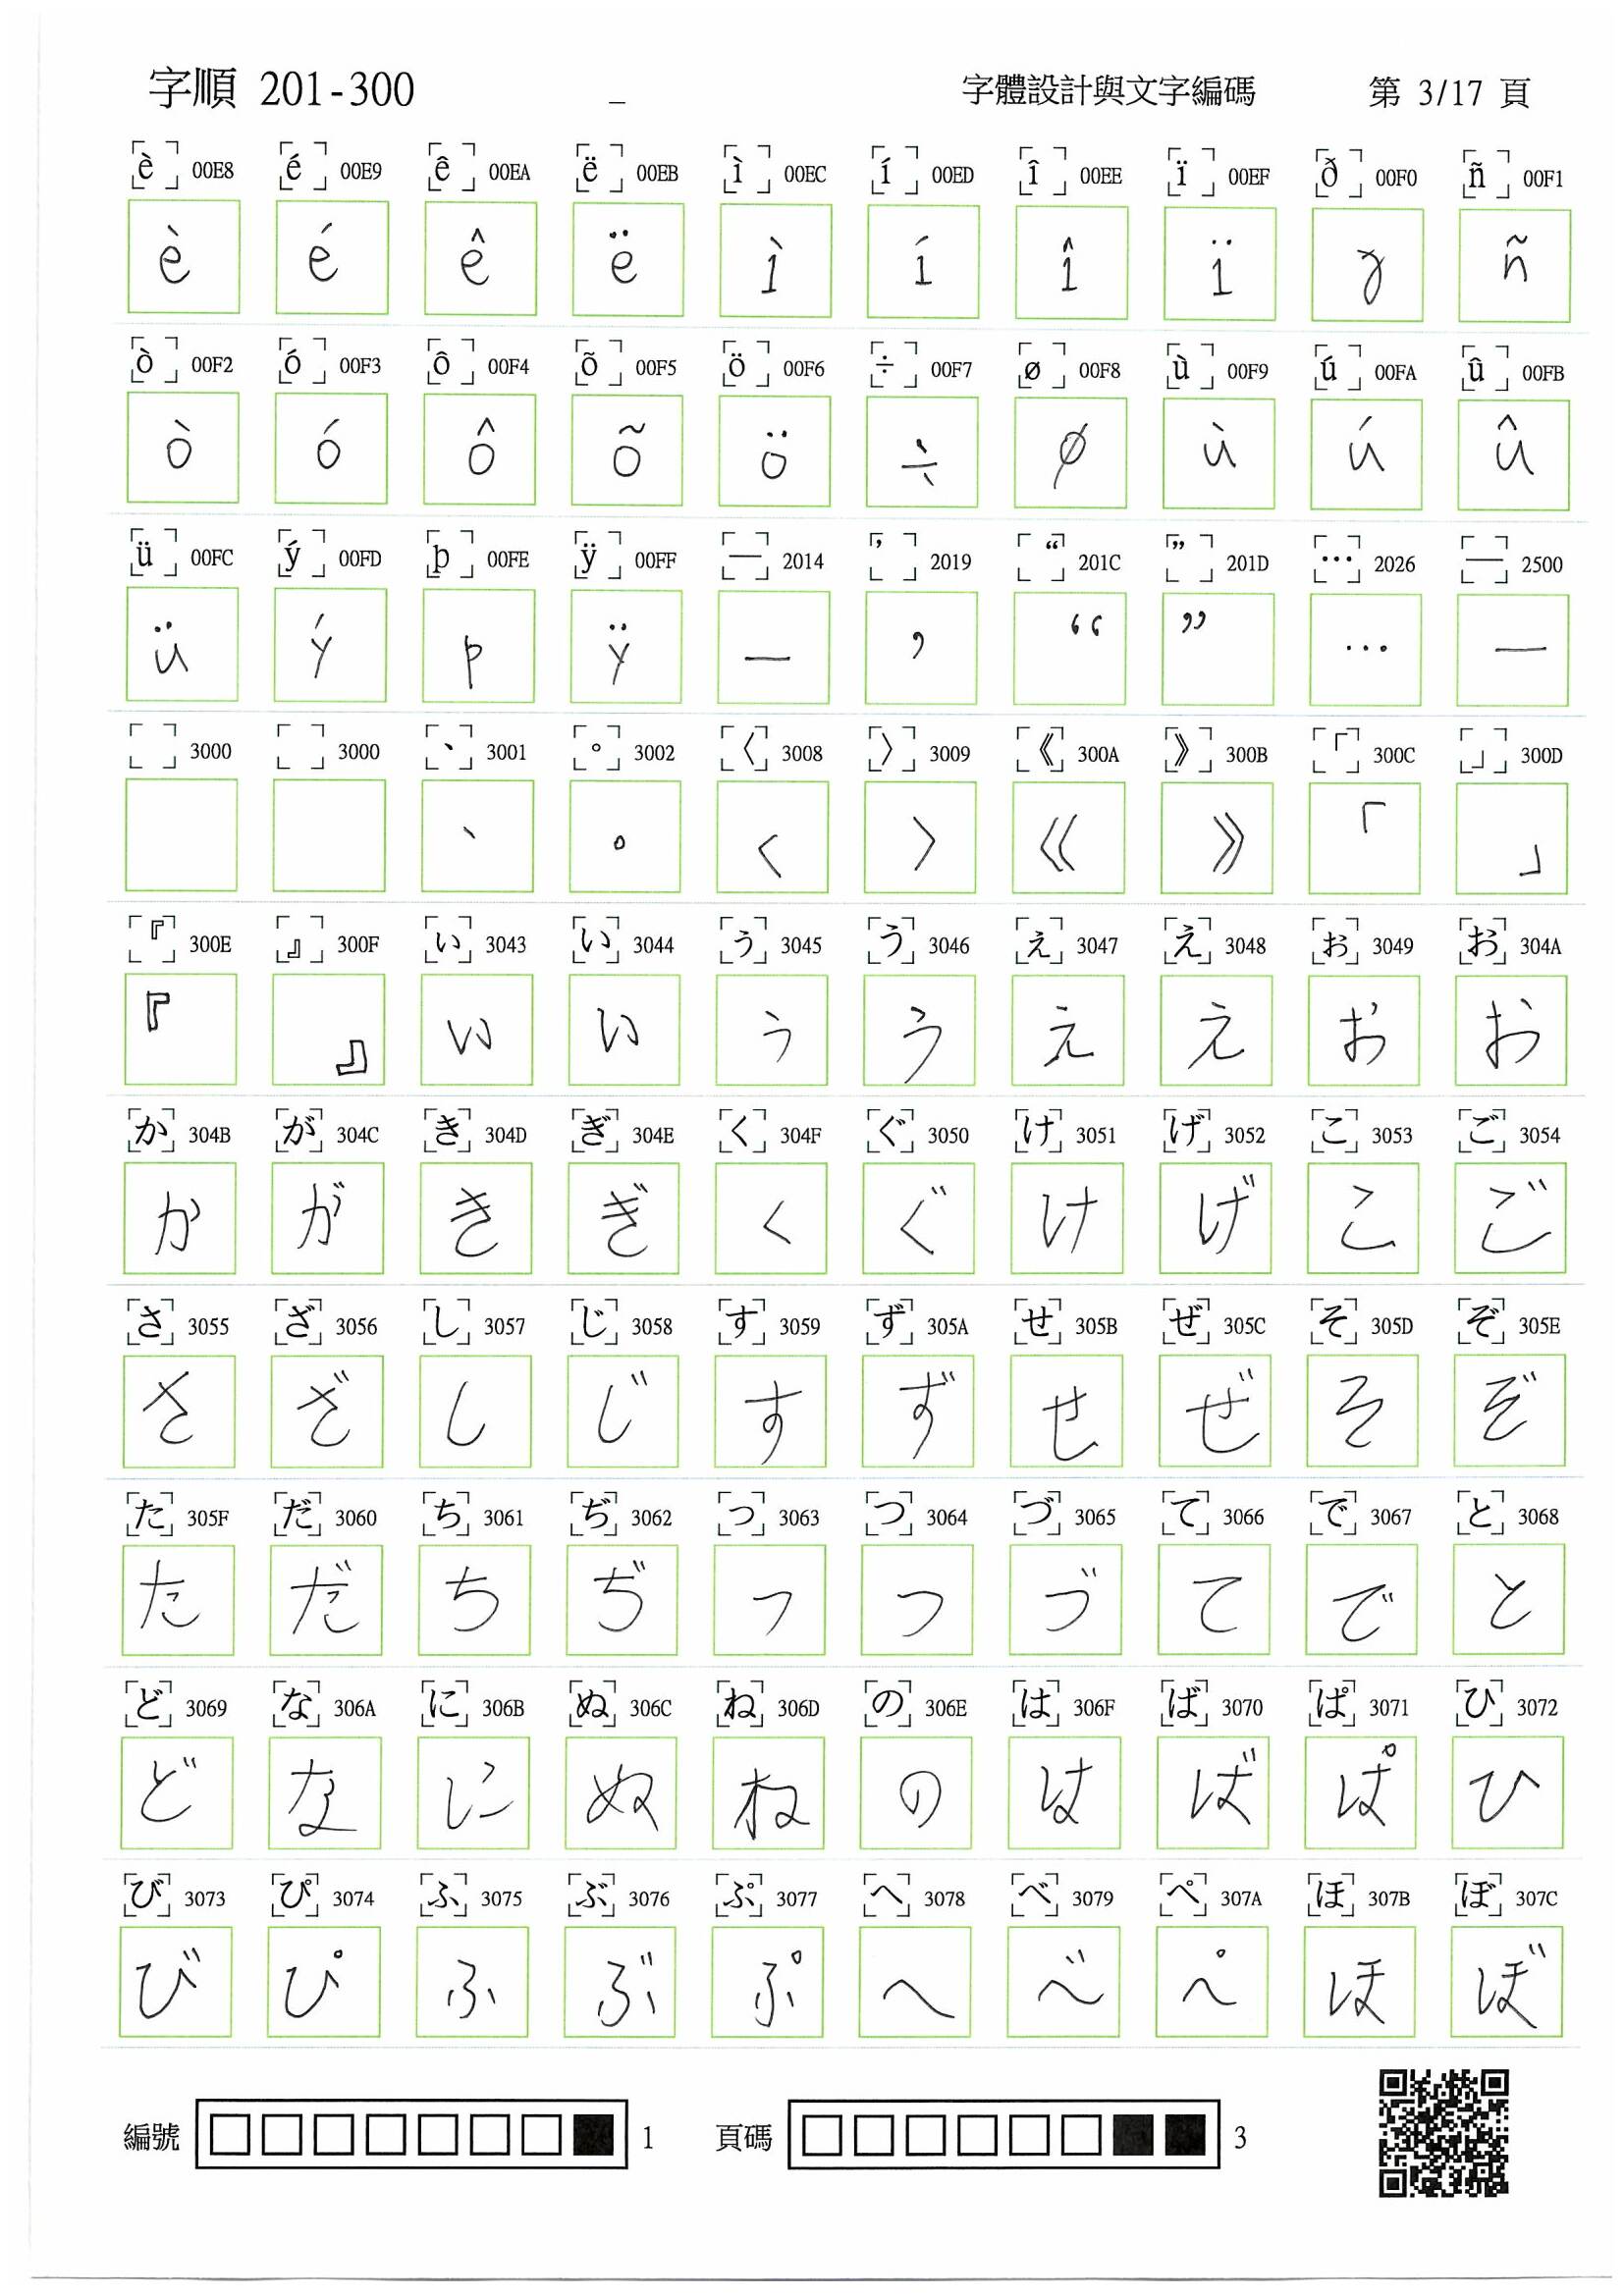 字順 201-300 _ 字體設計與文字編碼 第 3/17 頁
è 00E8 é 00E9 ê 00EA ë 00EB ì 00EC í 00ED î 00EE ï 00EF ð 00F0 ñ 00F1
è é ê ë ì í î ï ñ
ò 00F2 ó 00F3 ô 00F4 õ 00F5 ö 00F6 ÷ 00F7 ø 00F8 ù 00F9 ú 00FA û 00FB
ò ó ô õ ö ÷ ø ù ú û
ü 00FC ý 00FD þ 00FE ÿ 00FF — 2014 ’ 2019 “ 201C ” 201D … 2026 ─ 2500
ü ý þ ÿ — ’ “ ” … ─
3000 3000 、 3001 。 3002 〈 3008 〉 3009 《 300A 》 300B 「 300C 」 300D
、 。 〈 〉 《 》 「 」
『 300E 』 300F ぃ 3043 い 3044 ぅ 3045 う 3046 ぇ 3047 え 3048 ぉ 3049 お 304A
『 』 ぃ い ぅ う ぇ え ぉ お
か 304B が 304C き 304D ぎ 304E く 304F ぐ 3050 け 3051 げ 3052 こ 3053 ご 3054
か が き ぎ く ぐ け げ こ ご
さ 3055 ざ 3056 し 3057 じ 3058 す 3059 ず 305A せ 305B ぜ 305C そ 305D ぞ 305E
さ ざ し じ す ず せ ぜ そ ぞ
た 305F だ 3060 ち 3061 ぢ 3062 っ 3063 つ 3064 づ 3065 て 3066 で 3067 と 3068
た だ ち ぢ っ つ づ て で と
ど 3069 な 306A に 306B ぬ 306C ね 306D の 306E は 306F ば 3070 ぱ 3071 ひ 3072
ど な に ぬ ね の は ば ぱ ひ
び 3073 ぴ 3074 ふ 3075 ぶ 3076 ぷ 3077 へ 3078 べ 3079 ぺ 307A ほ 307B ぼ 307C
び ぴ ふ ぶ ぷ へ べ ぺ ほ ぼ
編號 1 頁碼 3